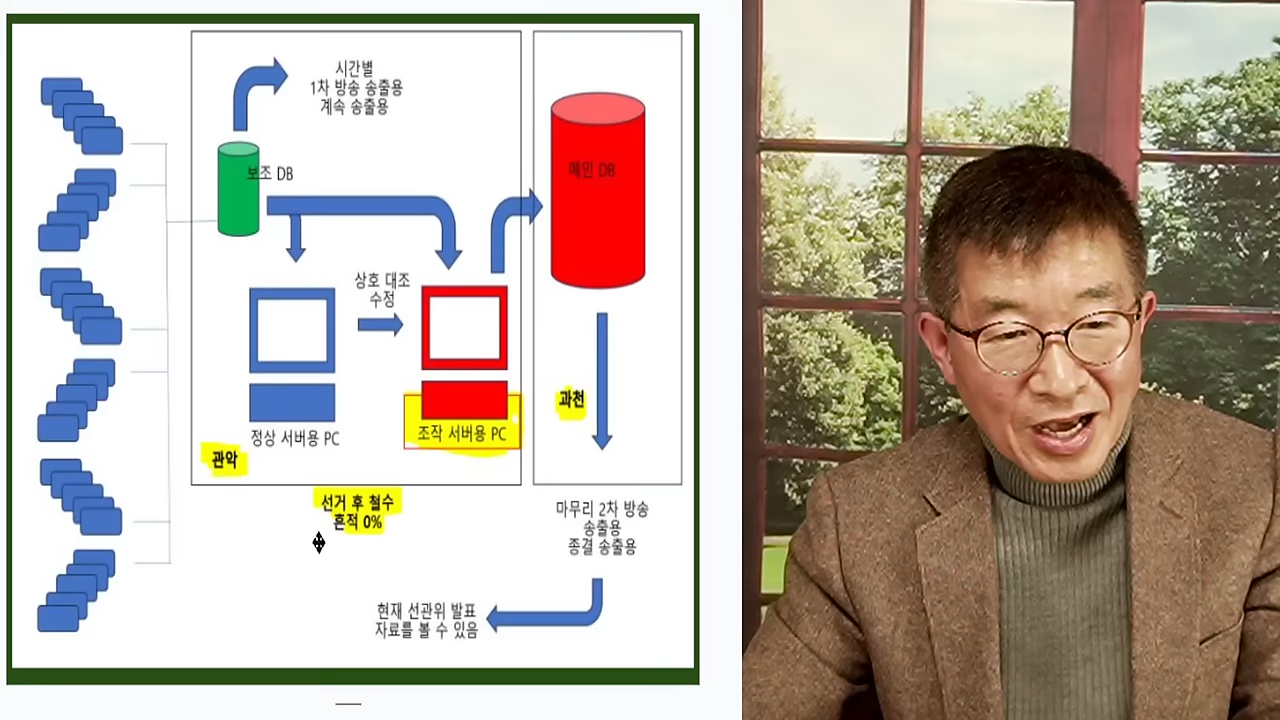 시간별
1차 방송 송출용
계속 송출용
보조 DB
메인 DB
상호 대조
수정
정상 서버용 PC
조작 서버용 PC
관악
과천
선거 후 철수
흔적 0%
마무리 2차 방송
송출용
종결 송출용
현재 선관위 발표
자료를 볼 수 있음